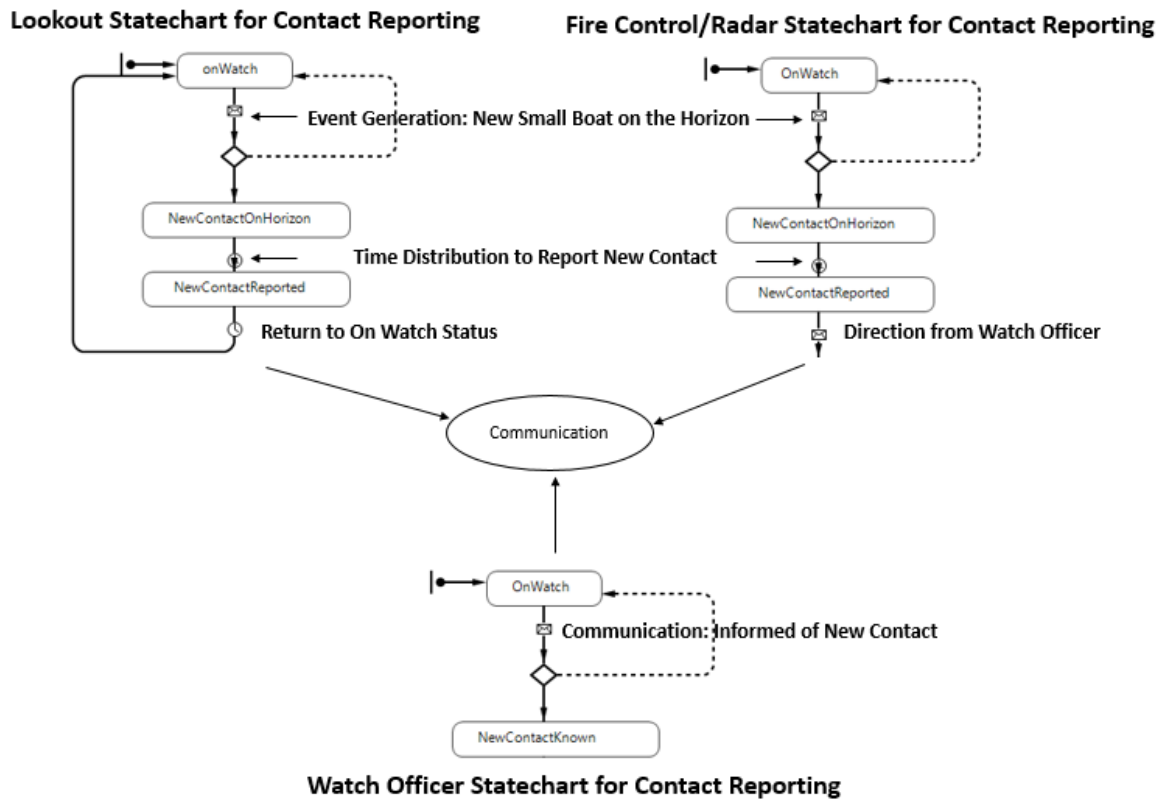 Lookout Statechart for Contact Reporting
Fire Control/Radar Statechart for Contact Reporting
onWatch
OnWatch
Event Generation: New Small Boat on the Horizon
NewContactOnHorizon
NewContactOnHorizon
Time Distribution to Report New Contact
NewContactReported
NewContactReported
Return to On Watch Status
Direction from Watch Officer
Communication
OnWatch
Communication: Informed of New Contact
NewContactKnown
Watch Officer Statechart for Contact Reporting